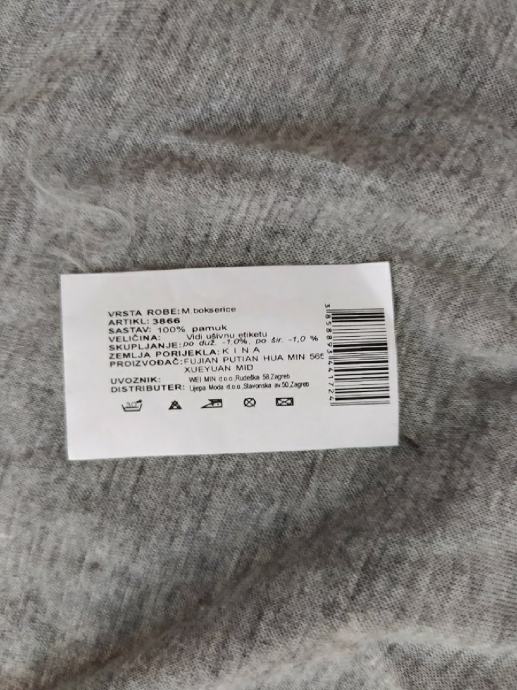 VRSTA ROBE: M.bokserice
ARTIKL: 3866
SASTAV: 100% pamuk
VELIČINA: Vidi ušivnu etiketu
SKUPLJANJE: po duž. -1,0%, po šir. -1,0 %
ZEMLJA PORIJEKLA: K I N A
PROIZVOĐAČ: FUJIAN PUTIAN HUA MIN 565
XUEYUAN MID
UVOZNIK: WEI MIN d.o.o.,Rudeška 58,Zagreb
DISTRIBUTER: Lijepa Moda d.o.o.,Slavonska av.50,Zagreb
30
3858893441724